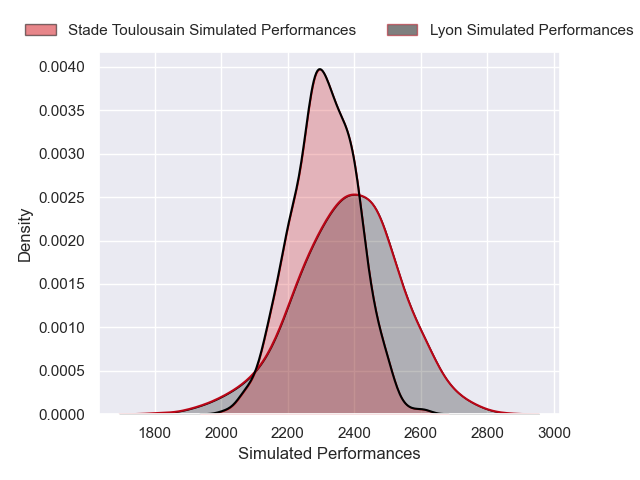 Stade Toulousain Simulated Performances
Lyon Simulated Performances
0.0040
0.0035
0.0030
0.0025
0.0020
0.0015
0.0010
0.0005
0.0000
Density
1800 2000 2200 2400 2600 2800 3000
Simulated Performances